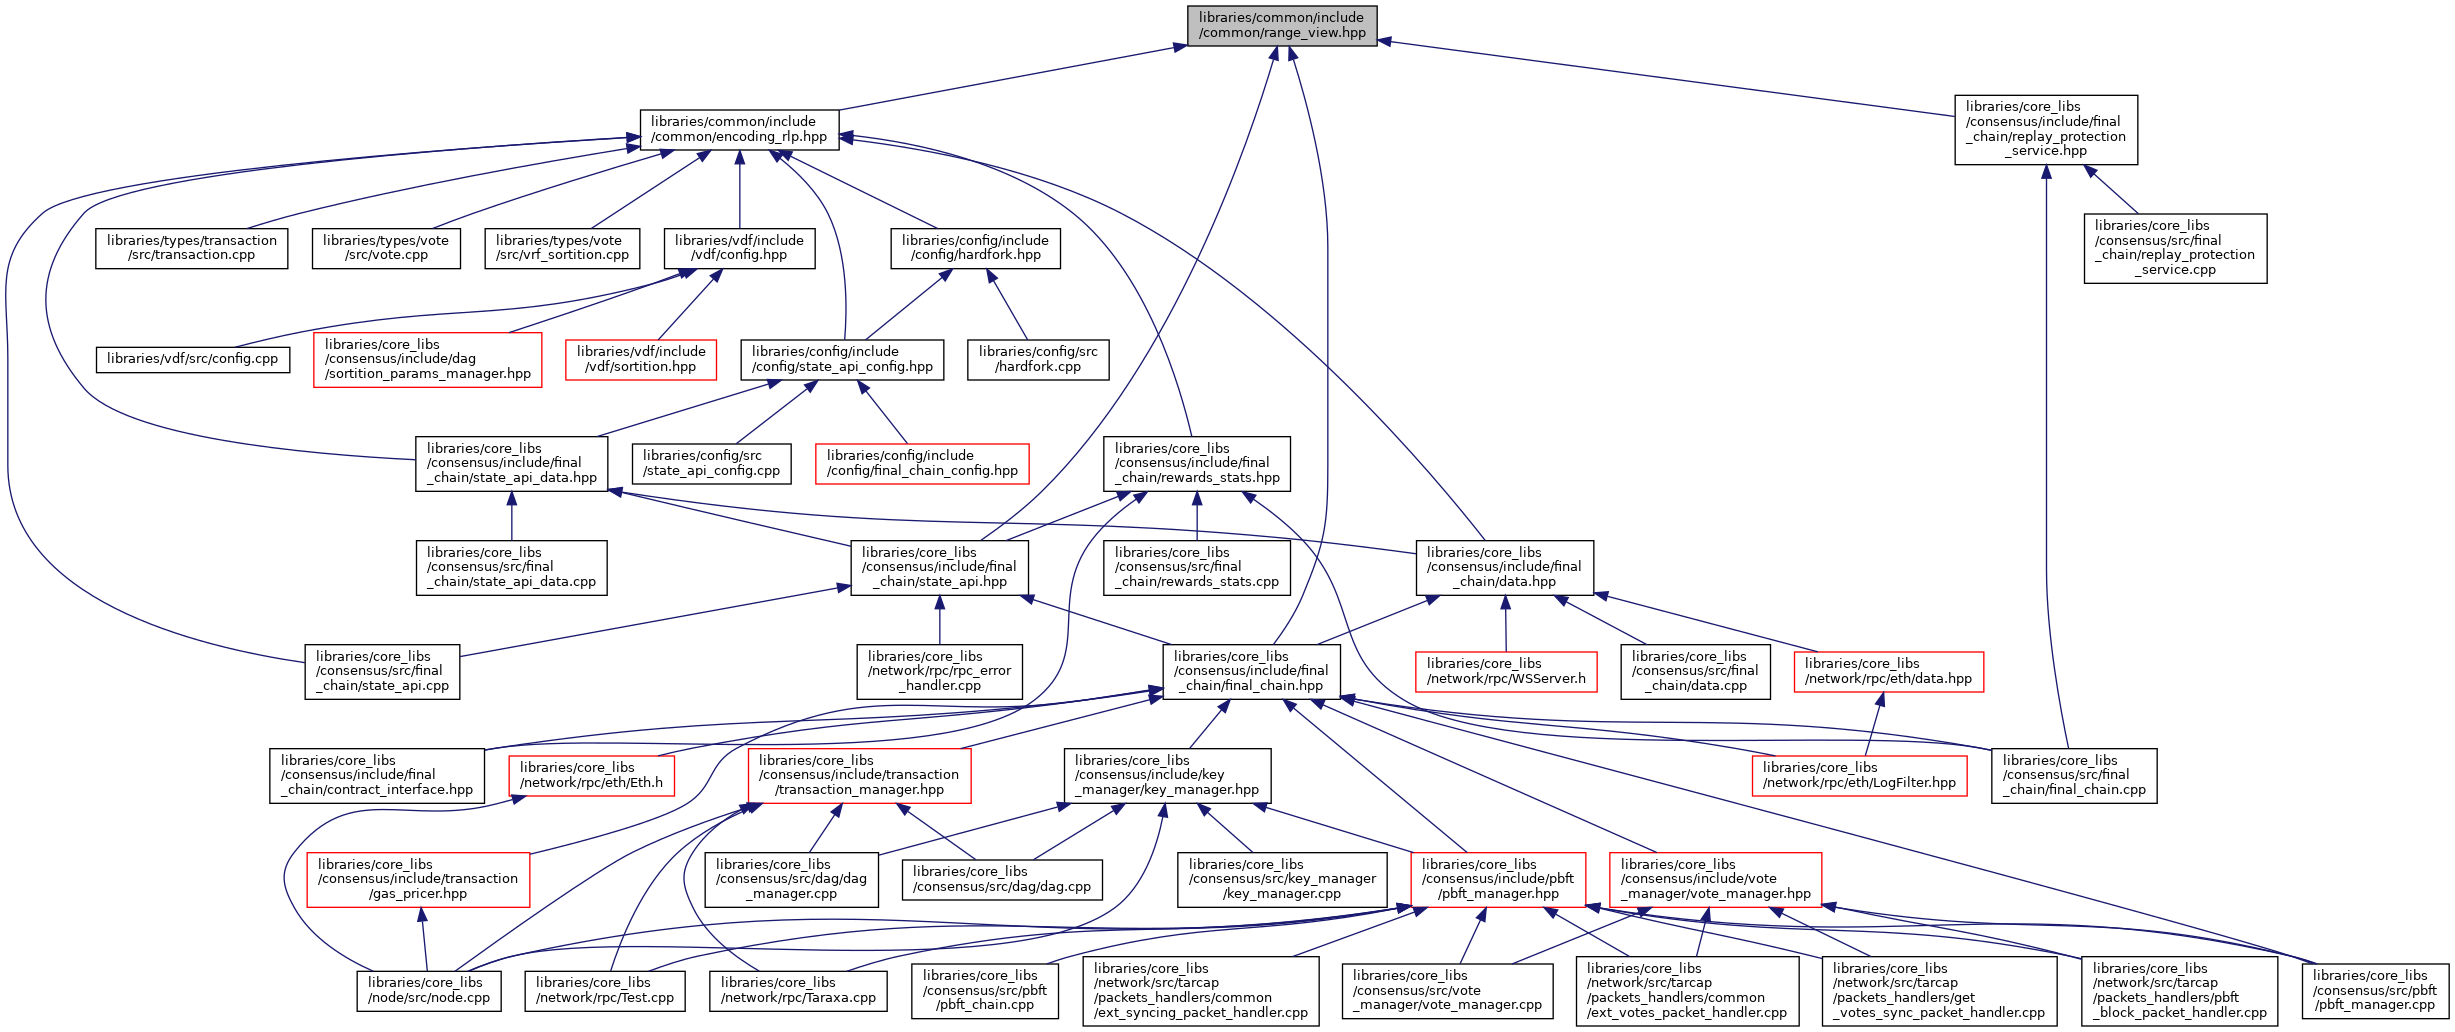 libraries/common/include
/common/range_view.hpp
libraries/common/include
/common/encoding_rlp.hpp
libraries/core_libs
/consensus/include/final
_chain/replay_protection
_service.hpp
libraries/types/transaction
/src/transaction.cpp
libraries/types/vote
/src/vote.cpp
libraries/types/vote
/src/vrf_sortition.cpp
libraries/vdf/include
/vdf/config.hpp
libraries/config/include
/config/hardfork.hpp
libraries/core_libs
/consensus/src/final
_chain/replay_protection
_service.cpp
libraries/vdf/src/config.cpp
libraries/core_libs
/consensus/include/dag
/sortition_params_manager.hpp
libraries/vdf/include
/vdf/sortition.hpp
libraries/config/include
/config/state_api_config.hpp
libraries/config/src
/hardfork.cpp
libraries/core_libs
/consensus/include/final
_chain/state_api_data.hpp
libraries/config/src
/state_api_config.cpp
libraries/config/include
/config/final_chain_config.hpp
libraries/core_libs
/consensus/include/final
_chain/rewards_stats.hpp
libraries/core_libs
/consensus/src/final
_chain/state_api_data.cpp
libraries/core_libs
/consensus/include/final
_chain/state_api.hpp
libraries/core_libs
/consensus/src/final
_chain/rewards_stats.cpp
libraries/core_libs
/consensus/include/final
_chain/data.hpp
libraries/core_libs
/consensus/src/final
_chain/state_api.cpp
libraries/core_libs
/network/rpc/rpc_error
_handler.cpp
libraries/core_libs
/consensus/include/final
_chain/final_chain.hpp
libraries/core_libs
/network/rpc/WSServer.h
libraries/core_libs
/consensus/src/final
_chain/data.cpp
libraries/core_libs
/network/rpc/eth/data.hpp
libraries/core_libs
/consensus/include/final
_chain/contract_interface.hpp
libraries/core_libs
/network/rpc/eth/Eth.h
libraries/core_libs
/consensus/include/transaction
/transaction_manager.hpp
libraries/core_libs
/consensus/include/key
_manager/key_manager.hpp
libraries/core_libs
/network/rpc/eth/LogFilter.hpp
libraries/core_libs
/consensus/src/final
_chain/final_chain.cpp
libraries/core_libs
/consensus/include/transaction
/gas_pricer.hpp
libraries/core_libs
/consensus/src/dag/dag
_manager.cpp
libraries/core_libs
/consensus/src/dag/dag.cpp
libraries/core_libs
/consensus/src/key_manager
/key_manager.cpp
libraries/core_libs
/consensus/include/pbft
/pbft_manager.hpp
libraries/core_libs
/consensus/include/vote
_manager/vote_manager.hpp
libraries/core_libs
/node/src/node.cpp
libraries/core_libs
/network/rpc/Test.cpp
libraries/core_libs
/network/rpc/Taraxa.cpp
libraries/core_libs
/consensus/src/pbft
/pbft_chain.cpp
libraries/core_libs
/network/src/tarcap
/packets_handlers/common
/ext_syncing_packet_handler.cpp
libraries/core_libs
/consensus/src/vote
_manager/vote_manager.cpp
libraries/core_libs
/network/src/tarcap
/packets_handlers/common
/ext_votes_packet_handler.cpp
libraries/core_libs
/network/src/tarcap
/packets_handlers/get
_votes_sync_packet_handler.cpp
libraries/core_libs
/network/src/tarcap
/packets_handlers/pbft
_block_packet_handler.cpp
libraries/core_libs
/consensus/src/pbft
/pbft_manager.cpp